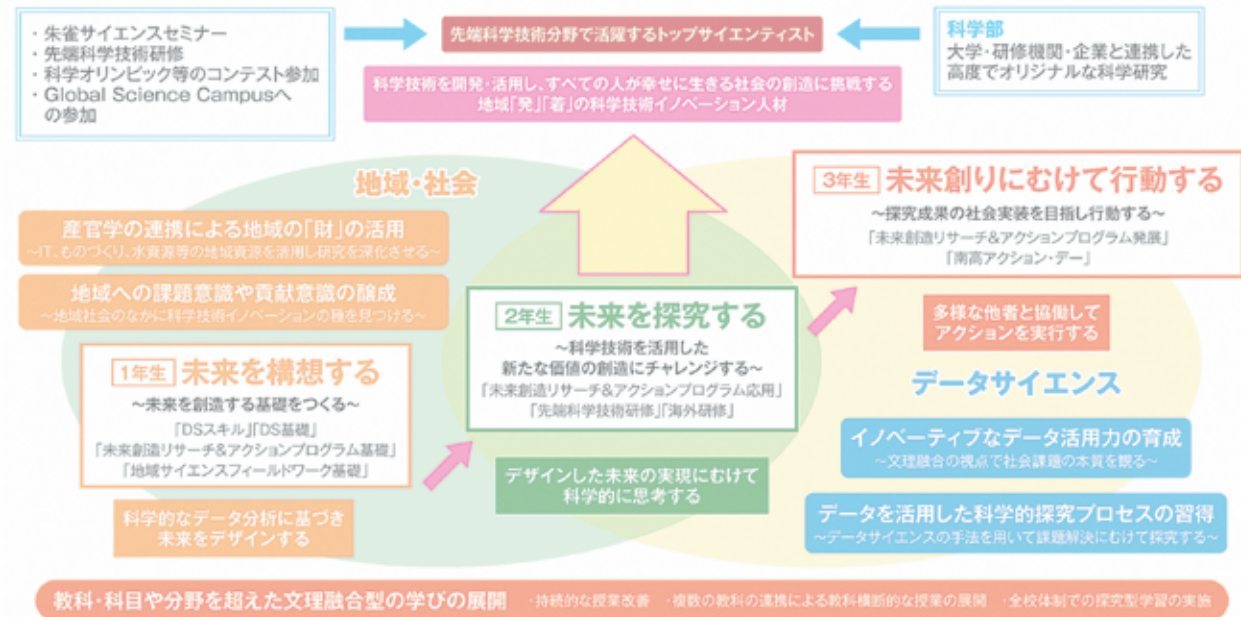 ・朱雀サイエンスセミナー
・先端科学技術研修
・科学オリンピック等のコンテスト参加
・Global Science Campusへ
の参加
先端科学技術分野で活躍するトップサイエンティスト
科学部
大学・研修機関・企業と連携した
高度でオリジナルな科学研究
科学技術を開発・活用し、すべての人が幸せに生きる社会の創造に挑戦する
地域「発」「着」の科学技術イノベーション人材
地域・社会
産官学の連携による地域の「財」の活用
～IT、ものづくり、水資源等の地域資源を活用し研究を深化させる～
地域への課題意識や貢献意識の醸成
～地域社会のなかに科学技術イノベーションの種を見つける～
1年生 未来を構想する
～未来を創造する基礎をつくる～
「DSスキル」「DS基礎」
「未来創造リサーチ&アクションプログラム基礎」
「地域サイエンスフィールドワーク基礎」
科学的なデータ分析に基づき
未来をデザインする
2年生 未来を探究する
～科学技術を活用した
新たな価値の創造にチャレンジする～
「未来創造リサーチ&アクションプログラム応用」
「先端科学技術研修」「海外研修」
デザインした未来の実現にむけて
科学的に思考する
3年生 未来創りにむけて行動する
～探究成果の社会実装を目指し行動する～
「未来創造リサーチ&アクションプログラム発展」
「南高アクション・デー」
多様な他者と協働して
アクションを実行する
データサイエンス
イノベーティブなデータ活用力の育成
～文理融合の視点で社会課題の本質を観る～
データを活用した科学的探究プロセスの習得
～データサイエンスの手法を用いて課題解決にむけて探究する～
教科・科目や分野を超えた文理融合型の学びの展開 ・持続的な授業改善 ・複数の教科の連携による教科横断的な授業の展開 ・全校体制での探究型学習の実施